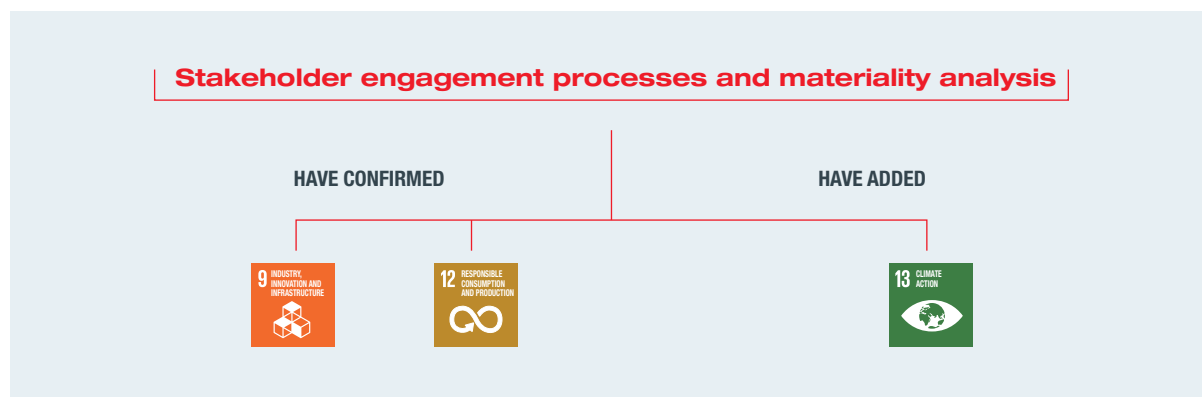 Stakeholder engagement processes and materiality analysis
HAVE CONFIRMED
HAVE ADDED
9 INDUSTRY,
INNOVATION AND
INFRASTRUCTURE
12 RESPONSIBLE
CONSUMPTION
AND PRODUCTION
13 CLIMATE
ACTION